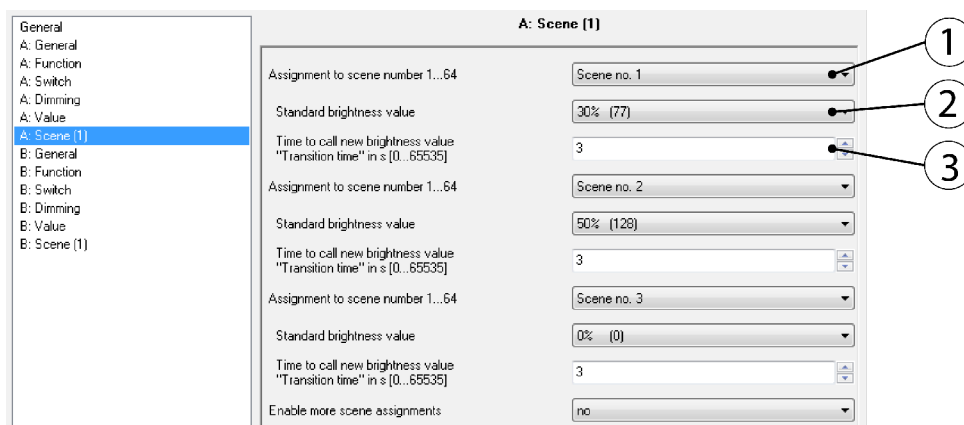 General
A: General
A: Function
A: Switch
A: Dimming
A: Value
A: Scene (1)
B: General
B: Function
B: Switch
B: Dimming
B: Value
B: Scene (1)
A: Scene (1)
Assignment to scene number 1...64 Scene no. 1
Standard brightness value 30% (77)
Time to call new brightness value
"Transition time" in s [0...65535] 3
Assignment to scene number 1...64 Scene no. 2
Standard brightness value 50% (128)
Time to call new brightness value
"Transition time" in s [0...65535] 3
Assignment to scene number 1...64 Scene no. 3
Standard brightness value 0% (0)
Time to call new brightness value
"Transition time" in s [0...65535] 3
Enable more scene assignments no
1
2
3